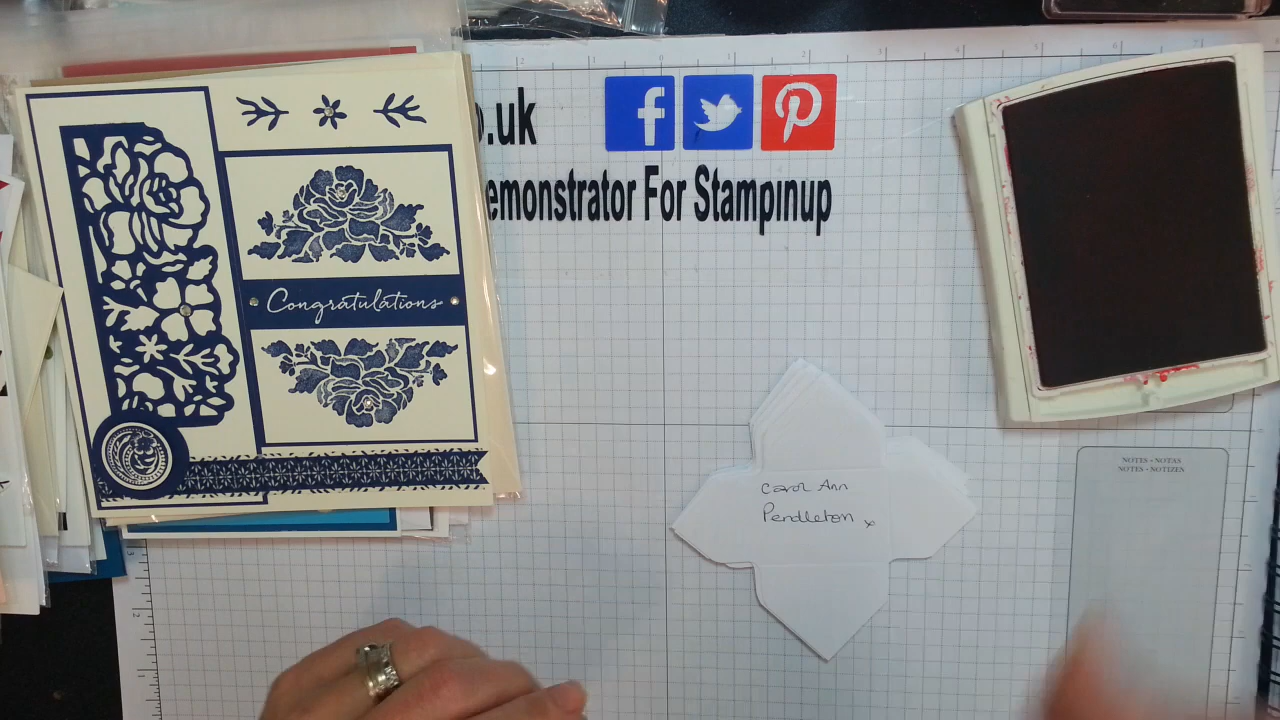 o.uk
emonstrator For Stampinup
Congratulations
Carol Ann
Pendleton x
NOTES • NOTAS
NOTES • NOTIZEN